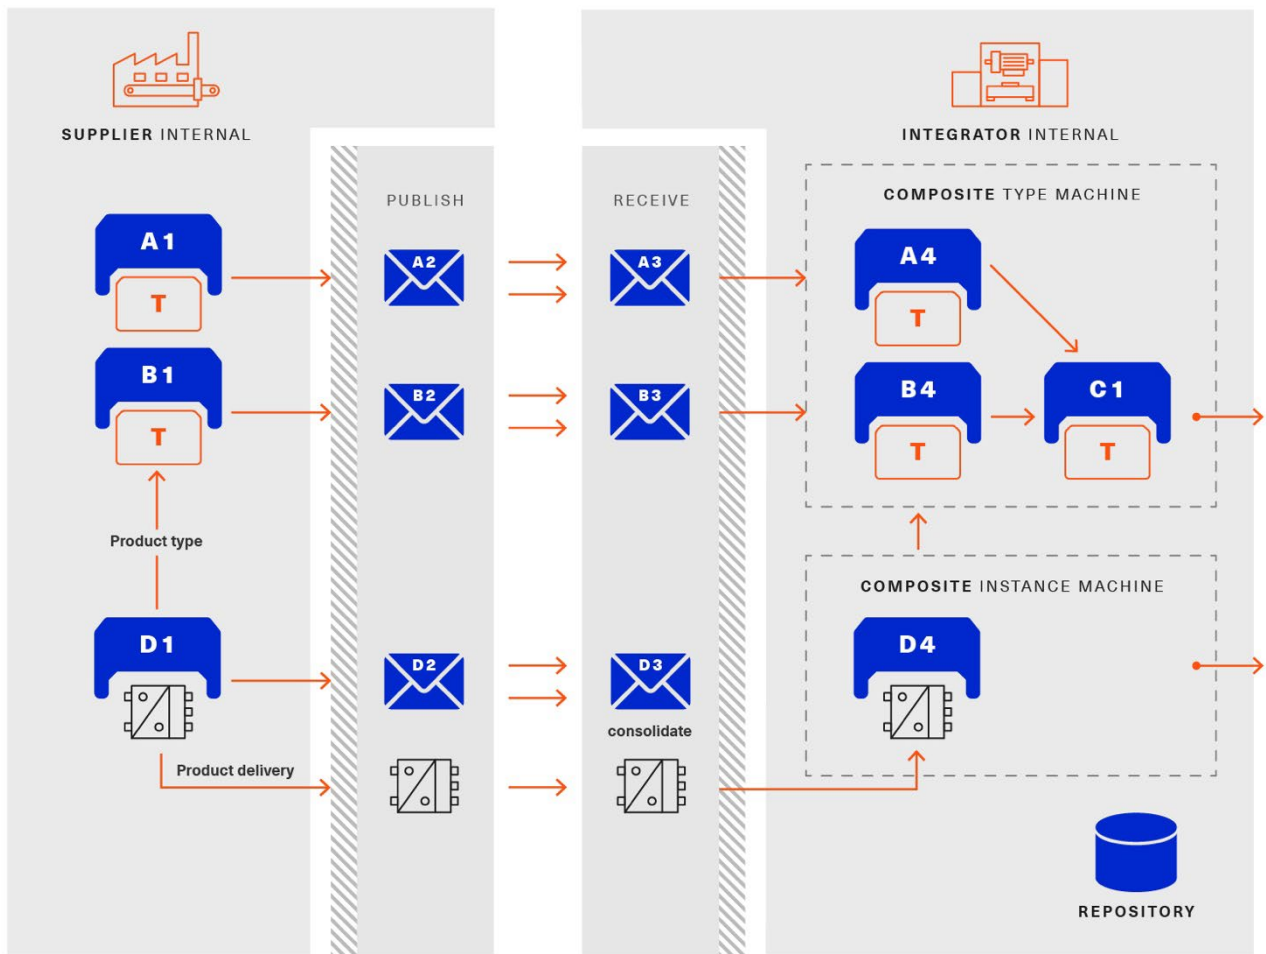 SUPPLIER INTERNAL
INTEGRATOR INTERNAL
PUBLISH
RECEIVE
COMPOSITE TYPE MACHINE
A1
A2
A3
A4
T
T
B1
B2
B3
B4
C1
T
T
T
Product type
COMPOSITE INSTANCE MACHINE
D1
D2
D3
D4
consolidate
Product delivery
REPOSITORY